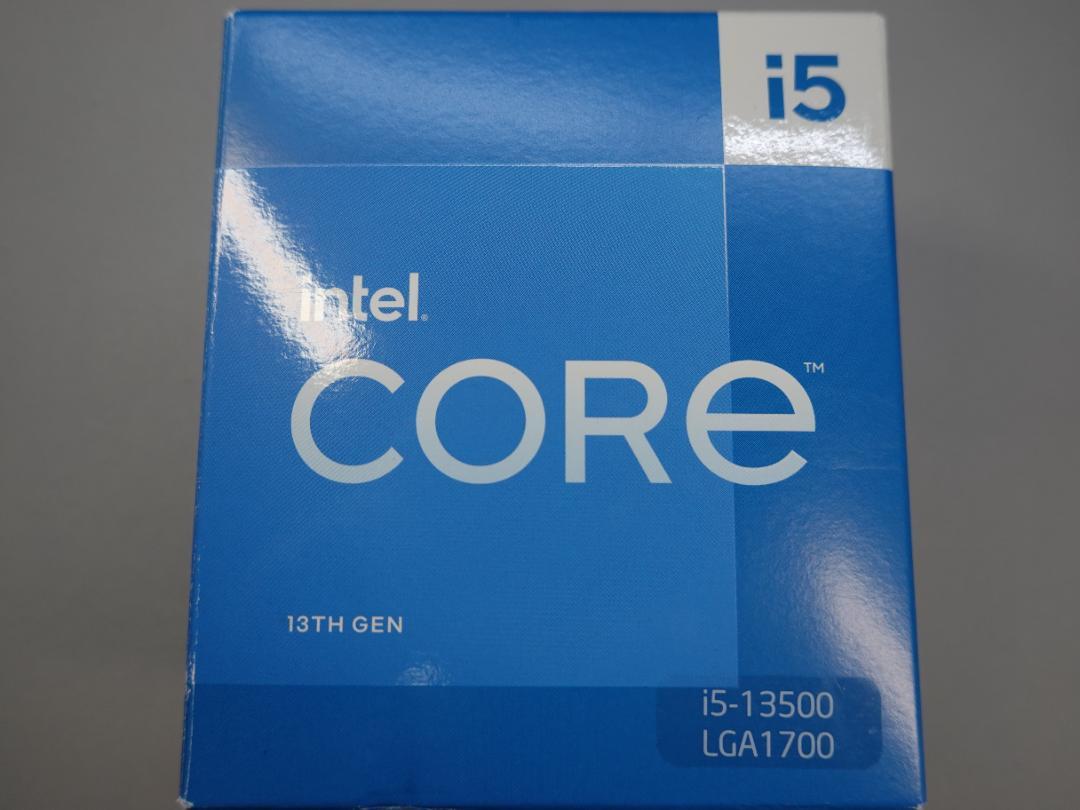 i5
intel®
CORe™
13TH GEN
i5-13500
LGA1700